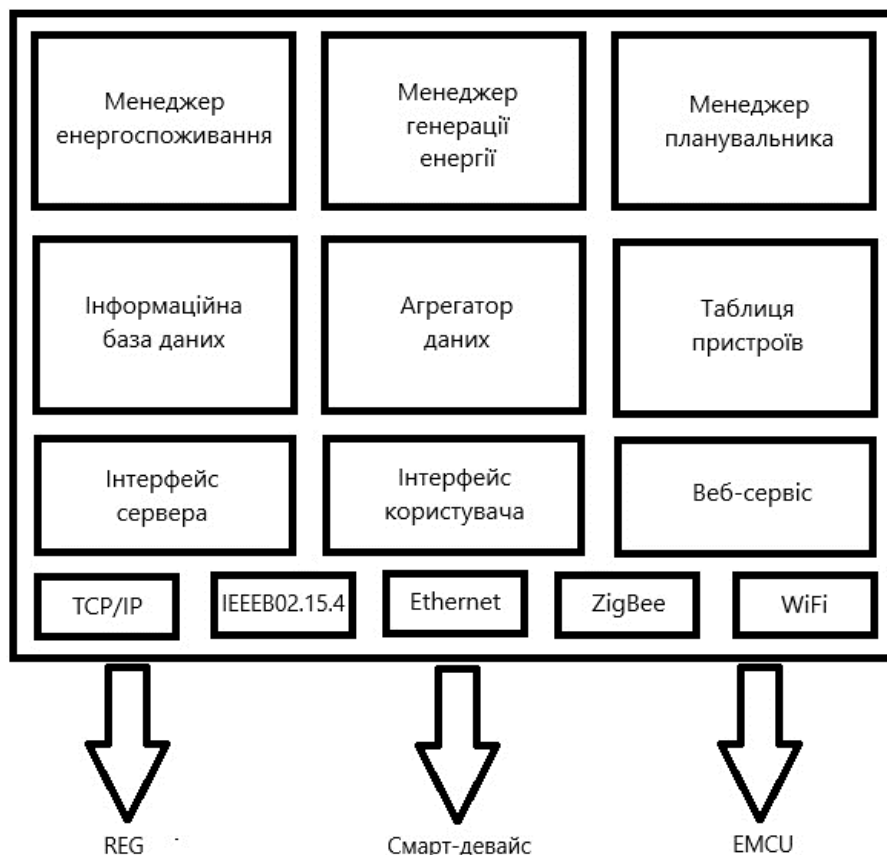 Менеджер
енергоспоживання
Менеджер
генерації
енергії
Менеджер
планувальника
Інформаційна
база даних
Агрегатор
даних
Таблиця
пристроїв
Інтерфейс
сервера
Інтерфейс
користувача
Веб-сервіс
TCP/IP
IEEEB02.15.4
Ethernet
ZigBee
WiFi
REG
Смарт-девайс
EMCU